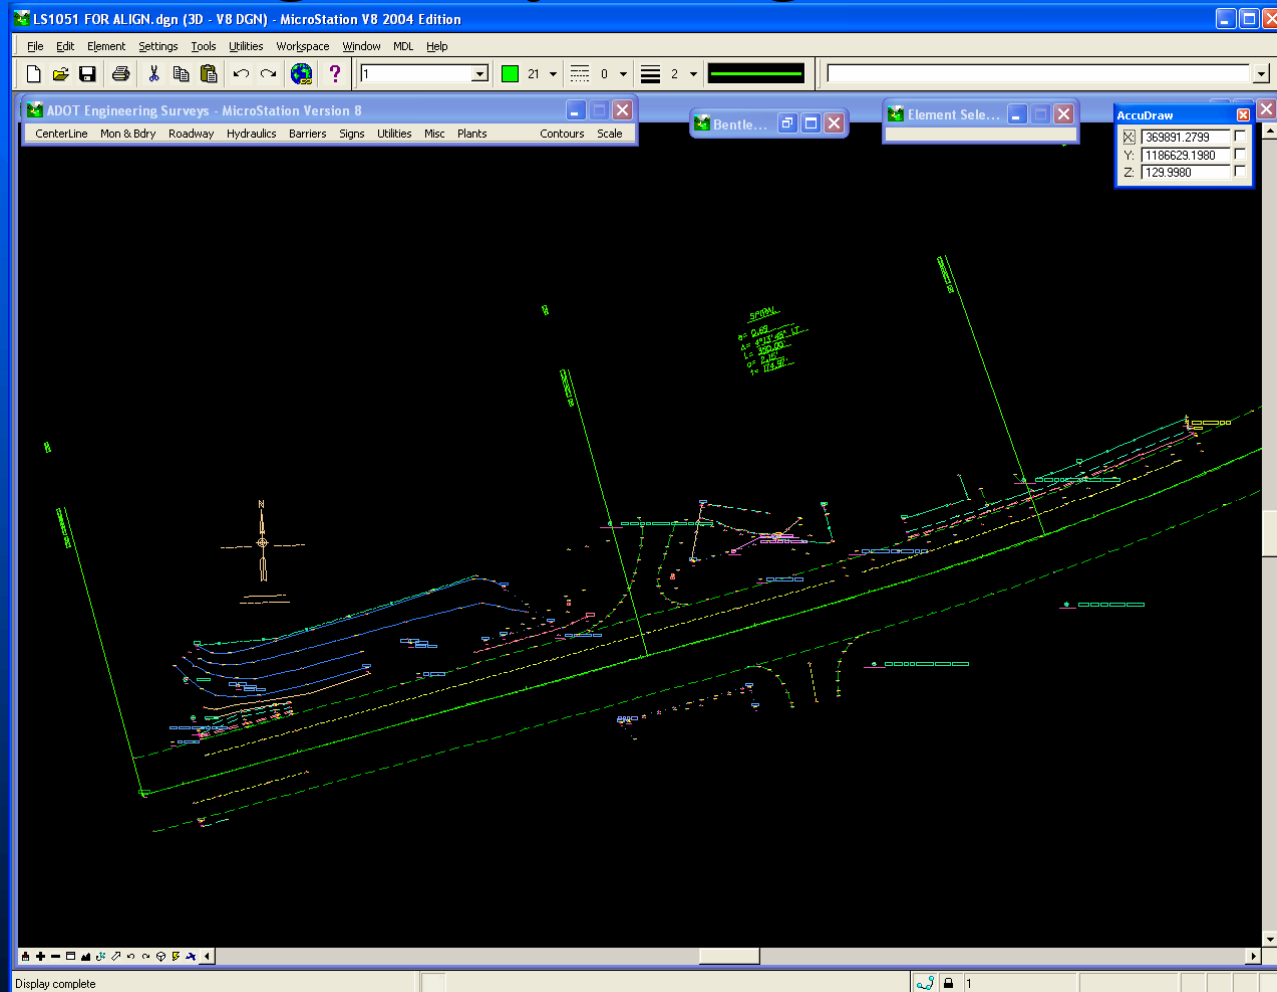 LS1051 FOR ALIGN.dgn (3D - V8 DGN) - MicroStation V8 2004 Edition
File Edit Element Settings Tools Utilities Workspace Window MDL Help
1 21 0 2
ADOT Engineering Surveys - MicroStation Version 8
CenterLine Mon & Bdry Roadway Hydraulics Barriers Signs Utilities Misc Plants Contours Scale
Bentle...
Element Sele...
AccuDraw
X: 369891.2799
Y: 1186629.1980
Z: 129.9980
SPIRAL
N
Display complete
1